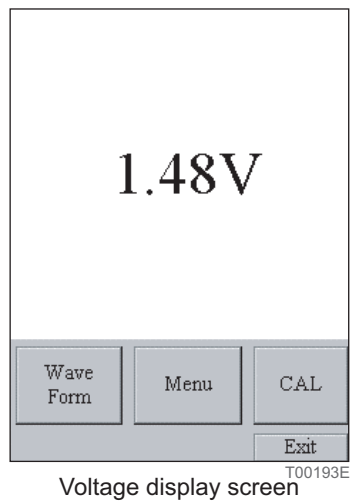 1.48V
Wave
Form
Menu
CAL
Exit
T00193E
Voltage display screen